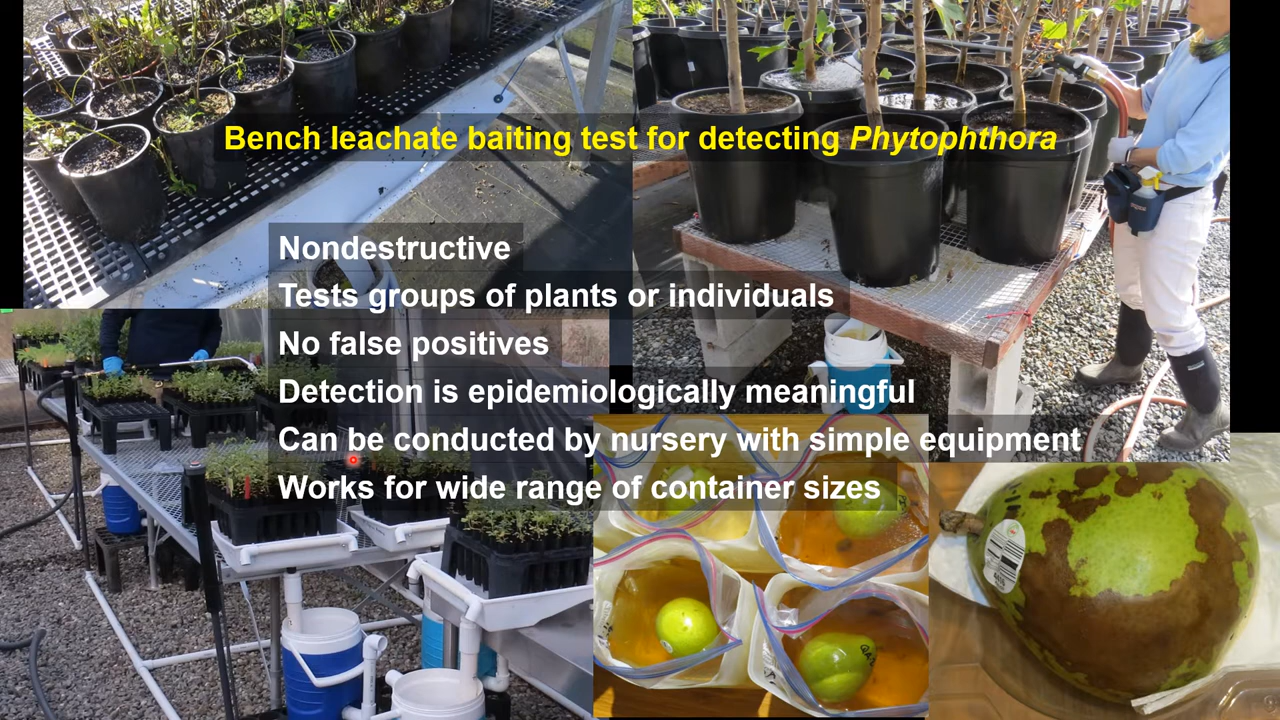 Bench leachate baiting test for detecting Phytophthora
Nondestructive
Tests groups of plants or individuals
No false positives
Detection is epidemiologically meaningful
Can be conducted by nursery with simple equipment
Works for wide range of container sizes